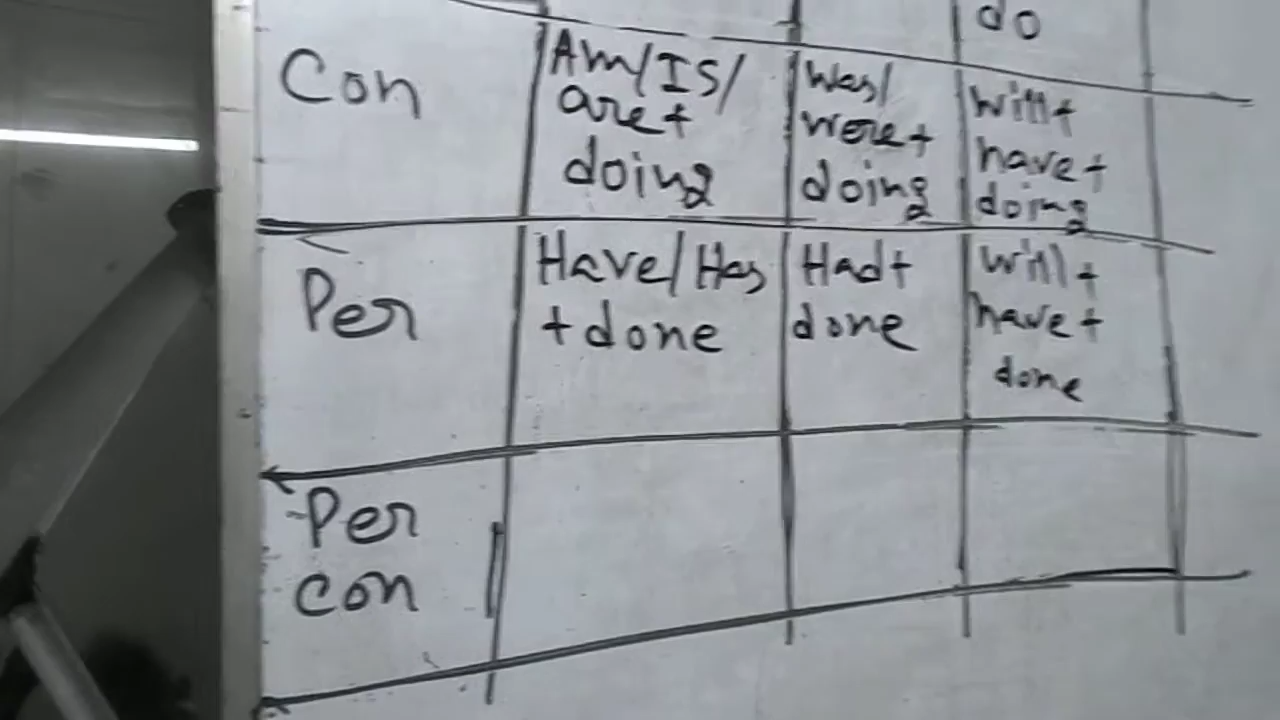 do
Con
Am/IS/
are+
doing
was/
were+
doing
will+
have+
doing
Per
Have/Has
+done
Had+
done
will+
have+
done
Per
con